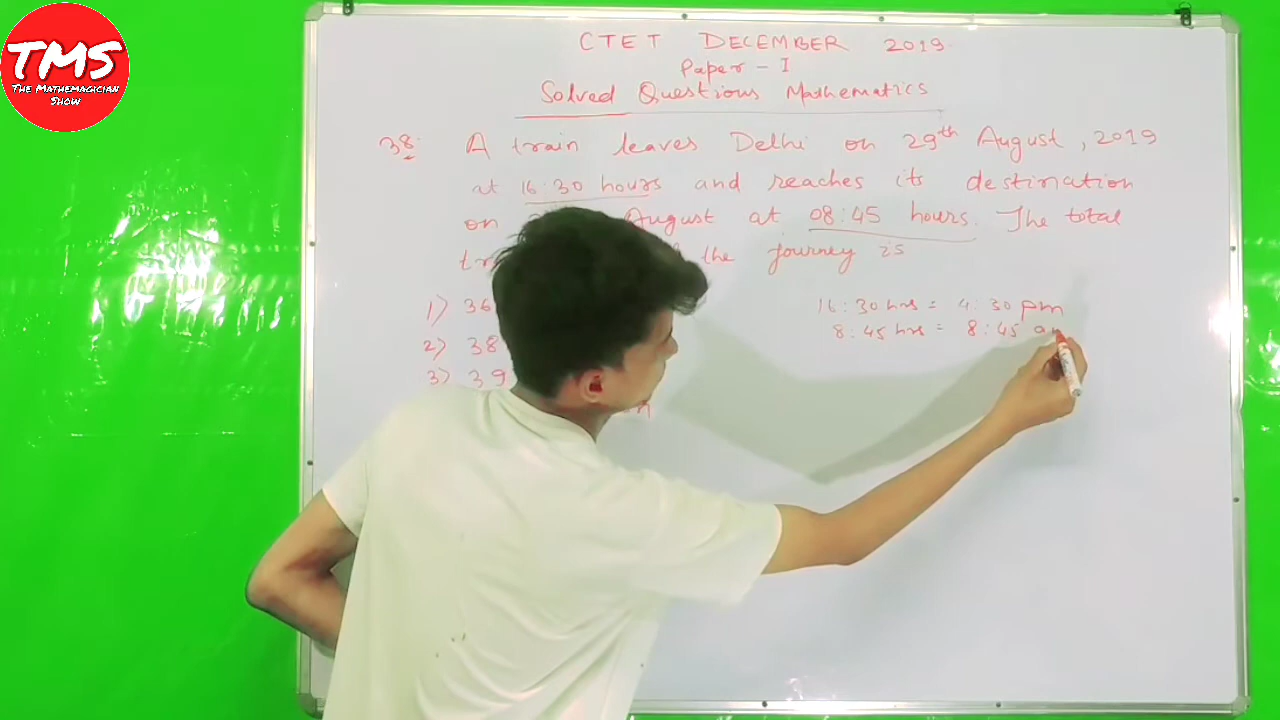 TMS
THE MATHEMAGICIAN
SHOW
CTET DECEMBER 2019
Paper - I
Solved Questions Mathematics
38. A train leaves Delhi on 29th August, 2019
at 16:30 hours and reaches its destination
on August at 08:45 hours. The total
the journey is
1) 36
2) 38
3) 39
16:30 hrs = 4:30 pm
8:45 hrs = 8:45